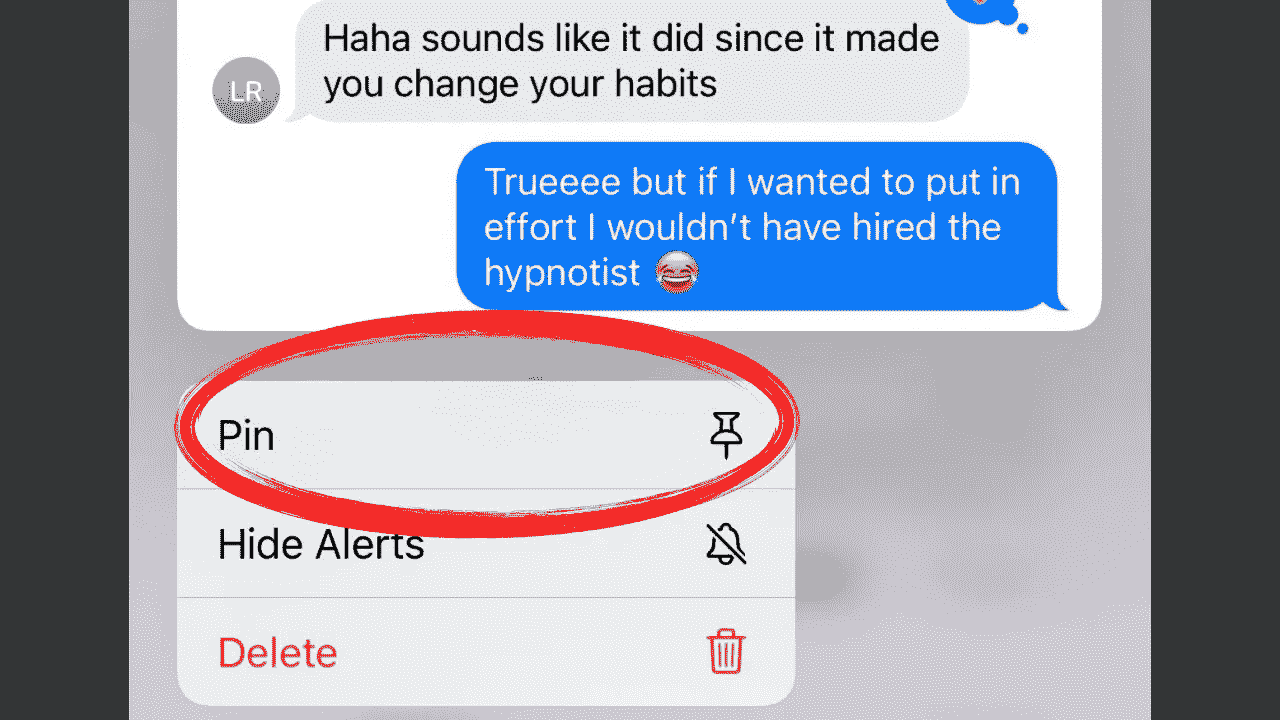 Haha sounds like it did since it made
you change your habits
LR
Trueeee but if I wanted to put in
effort I wouldn’t have hired the
hypnotist 😂
Pin
Hide Alerts
Delete